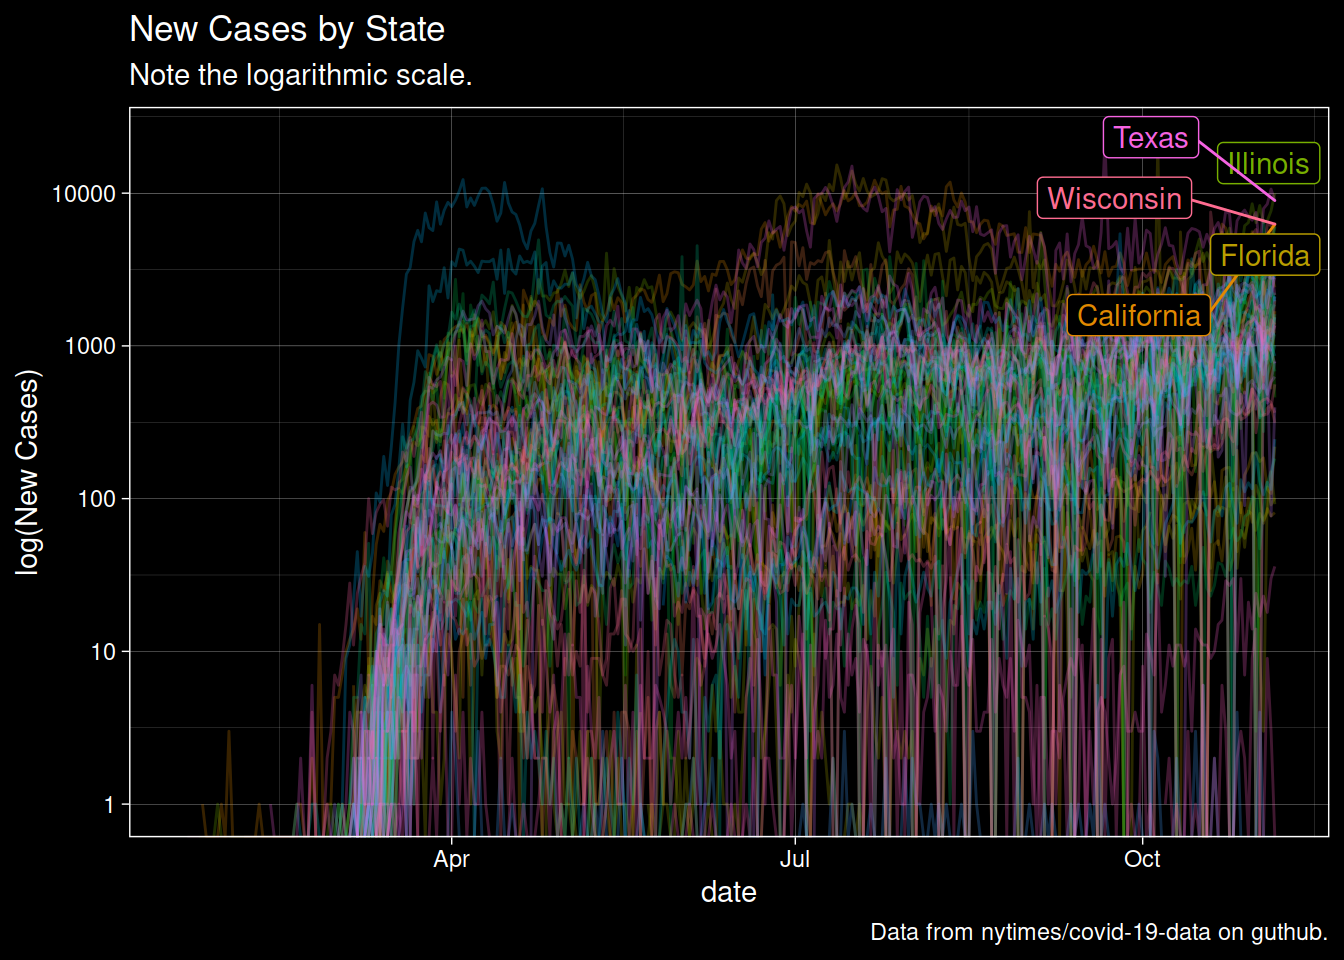 New Cases by State
Note the logarithmic scale.
Texas
Illinois
Wisconsin
Florida
California
10000
1000
100
10
1
log(New Cases)
Apr
Jul
Oct
date
Data from nytimes/covid-19-data on guthub.